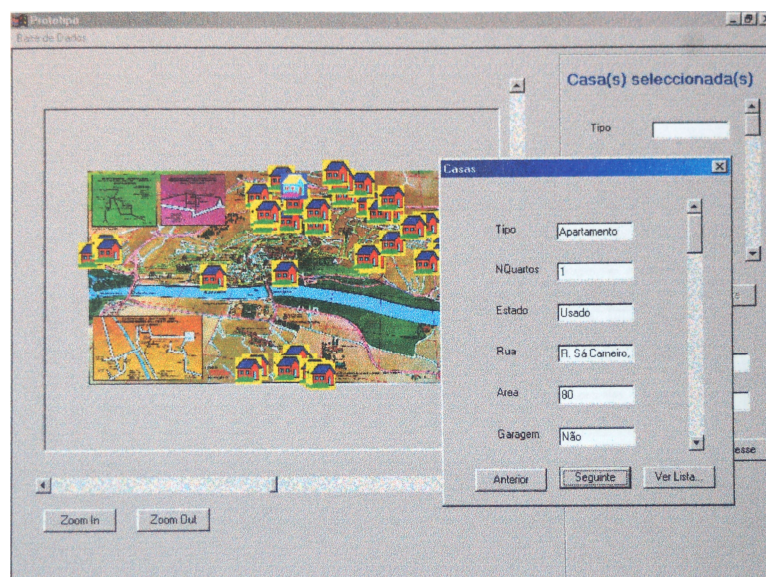 Prototipo
Base de Dados
Casa(s) seleccionada(s)
Tipo
Casas
Tipo
Apartamento
NQuartos
1
Estado
Usado
Rua
R. Sá Carneiro,
Area
80
Garagem
Não
esse
Anterior
Seguinte
Ver Lista...
Zoom In
Zoom Out